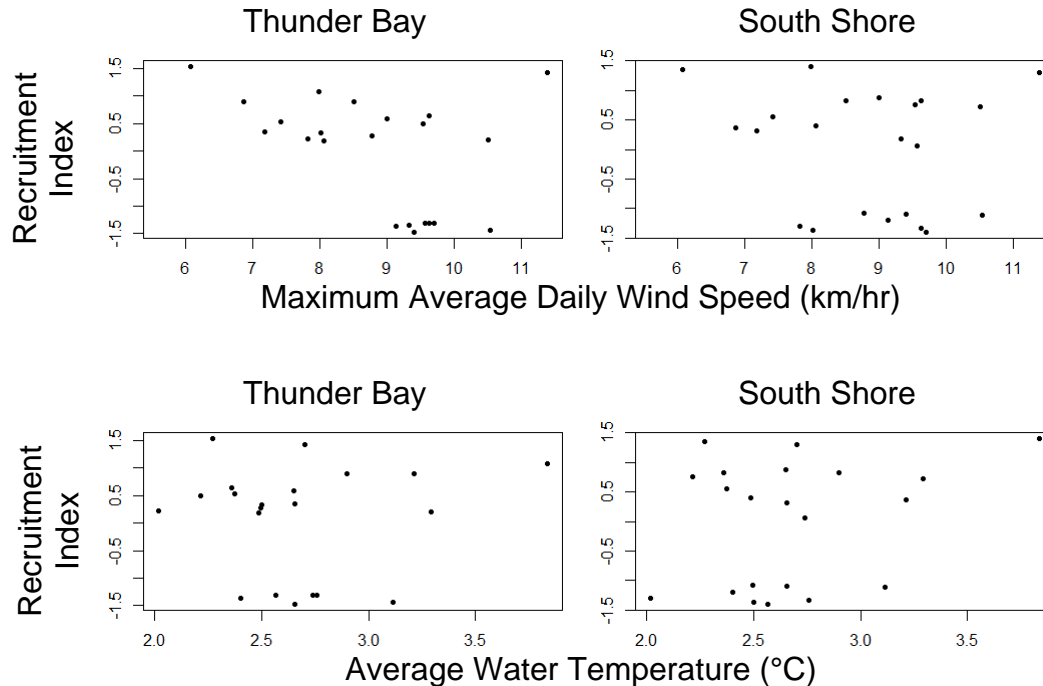 Thunder Bay South Shore
Recruitment
Index
1.5
0.5
-0.5
-1.5
1.5
0.5
-0.5
-1.5
6 7 8 9 10 11
6 7 8 9 10 11
Maximum Average Daily Wind Speed (km/hr)
Thunder Bay South Shore
Recruitment
Index
1.5
0.5
-0.5
-1.5
1.5
0.5
-0.5
-1.5
2.0 2.5 3.0 3.5
2.0 2.5 3.0 3.5
Average Water Temperature (°C)